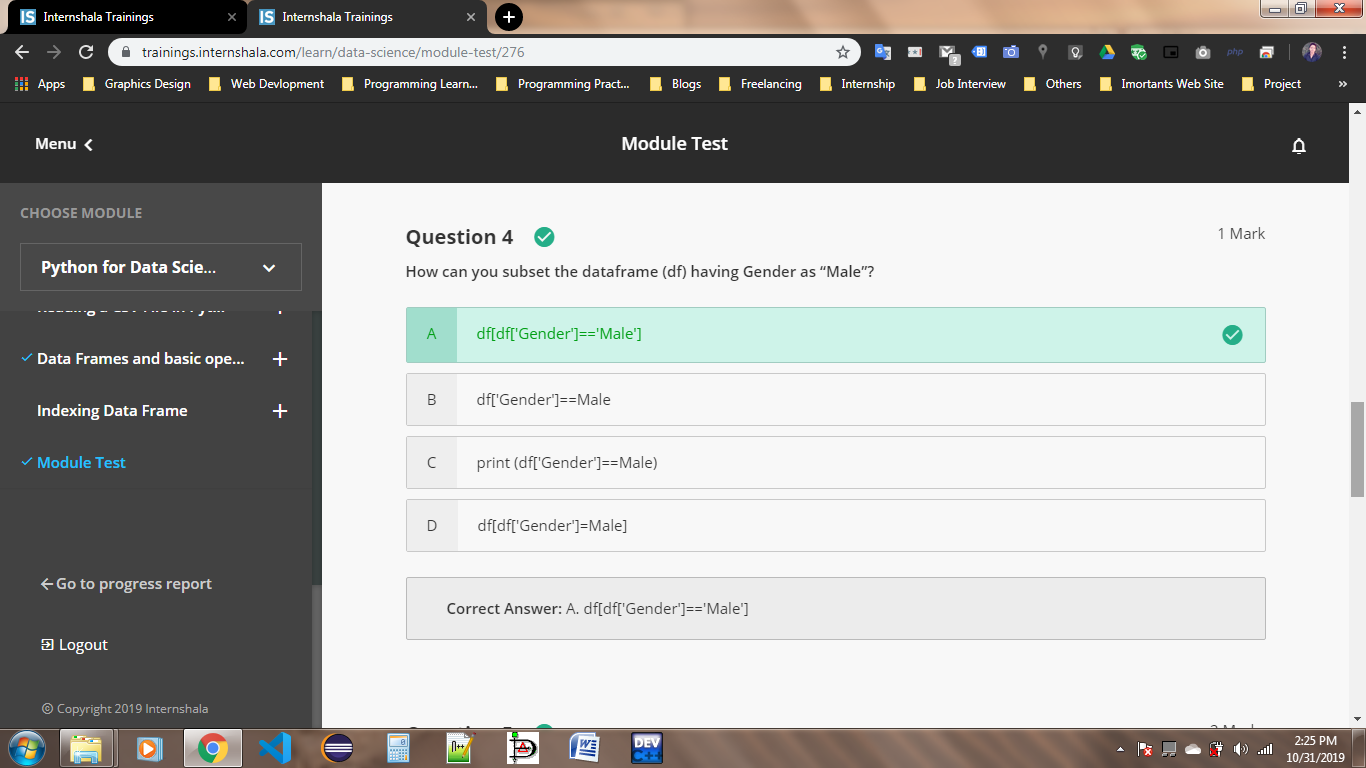 Internshala Trainings
Internshala Trainings
trainings.internshala.com/learn/data-science/module-test/276
Apps
Graphics Design
Web Devlopment
Programming Learn...
Programming Pract...
Blogs
Freelancing
Internship
Job Interview
Others
Imortants Web Site
Project
»
Menu
Module Test
CHOOSE MODULE
Python for Data Scie...
Data Frames and basic ope...
Indexing Data Frame
Module Test
Go to progress report
Logout
© Copyright 2019 Internshala
Question 4
1 Mark
How can you subset the dataframe (df) having Gender as “Male”?
A df[df['Gender']=='Male']
B df['Gender']==Male
C print (df['Gender']==Male)
D df[df['Gender']=Male]
Correct Answer: A. df[df['Gender']=='Male']
2:25 PM
10/31/2019